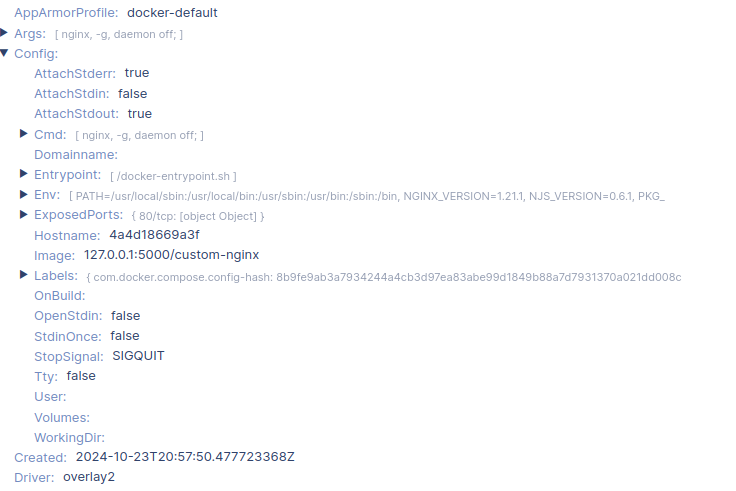 AppArmorProfile: docker-default
Args: [ nginx, -g, daemon off; ]
Config:
AttachStderr: true
AttachStdin: false
AttachStdout: true
Cmd: [ nginx, -g, daemon off; ]
Domainname:
Entrypoint: [ /docker-entrypoint.sh ]
Env: [ PATH=/usr/local/sbin:/usr/local/bin:/usr/sbin:/usr/bin:/sbin:/bin, NGINX_VERSION=1.21.1, NJS_VERSION=0.6.1, PKG_
ExposedPorts: { 80/tcp: [object Object] }
Hostname: 4a4d18669a3f
Image: 127.0.0.1:5000/custom-nginx
Labels: { com.docker.compose.config-hash: 8b9fe9ab3a7934244a4cb3d97ea83abe99d1849b88a7d7931370a021dd008c
OnBuild:
OpenStdin: false
StdinOnce: false
StopSignal: SIGQUIT
Tty: false
User:
Volumes:
WorkingDir:
Created: 2024-10-23T20:57:50.477723368Z
Driver: overlay2